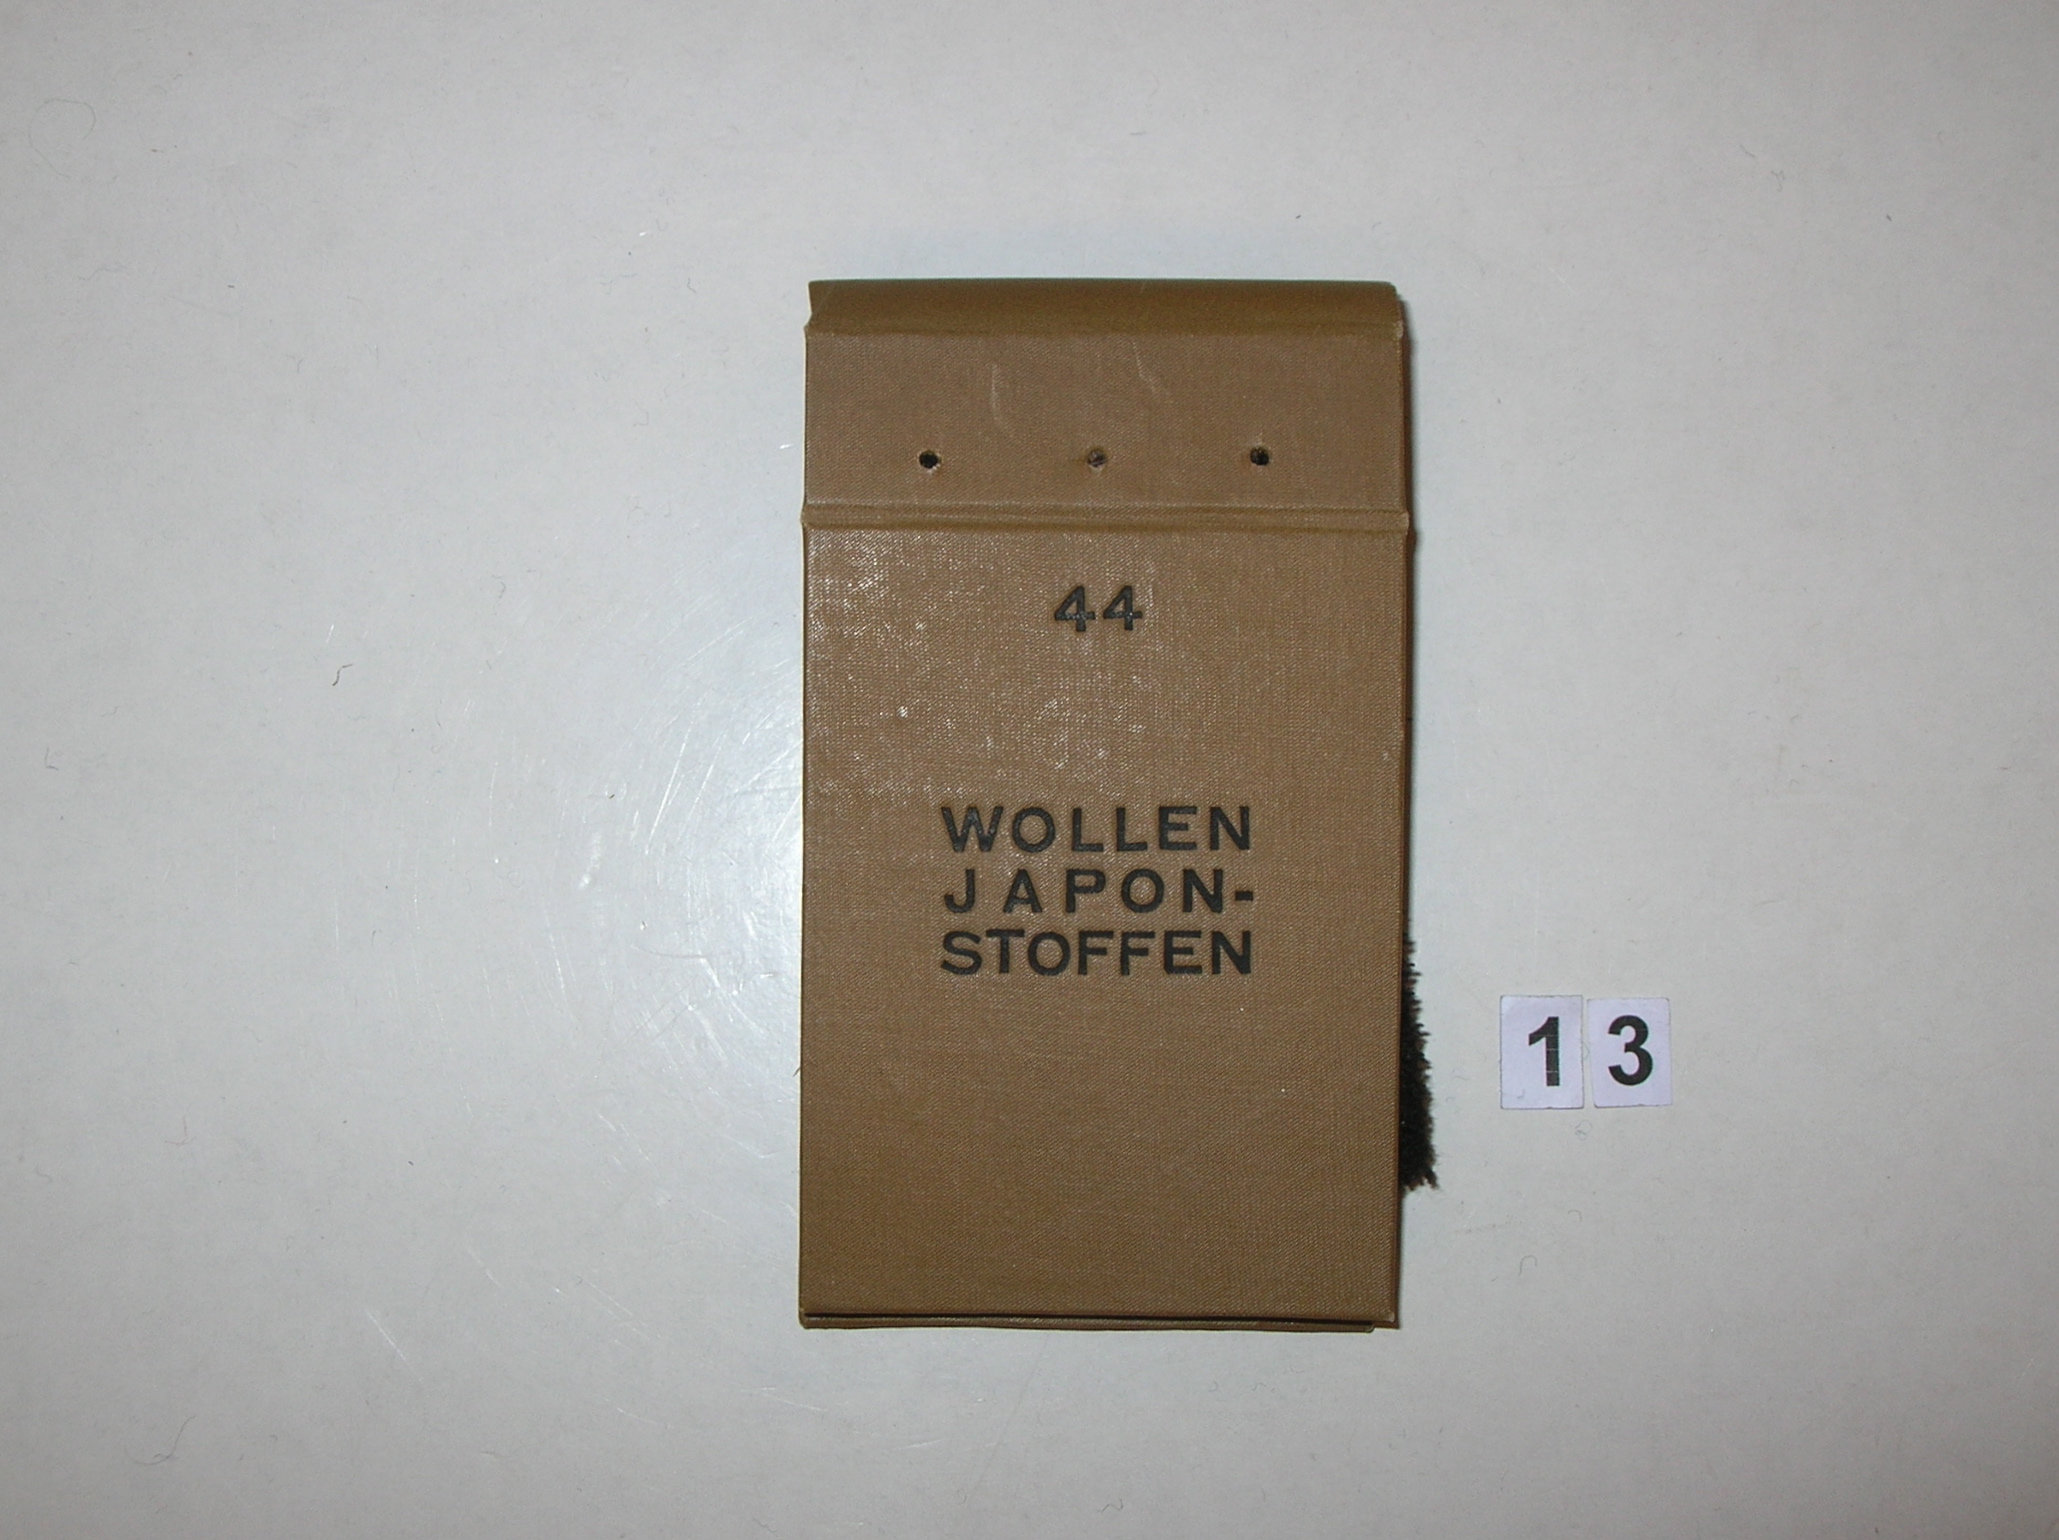 44
WOLLEN
JAPON-
STOFFEN
13